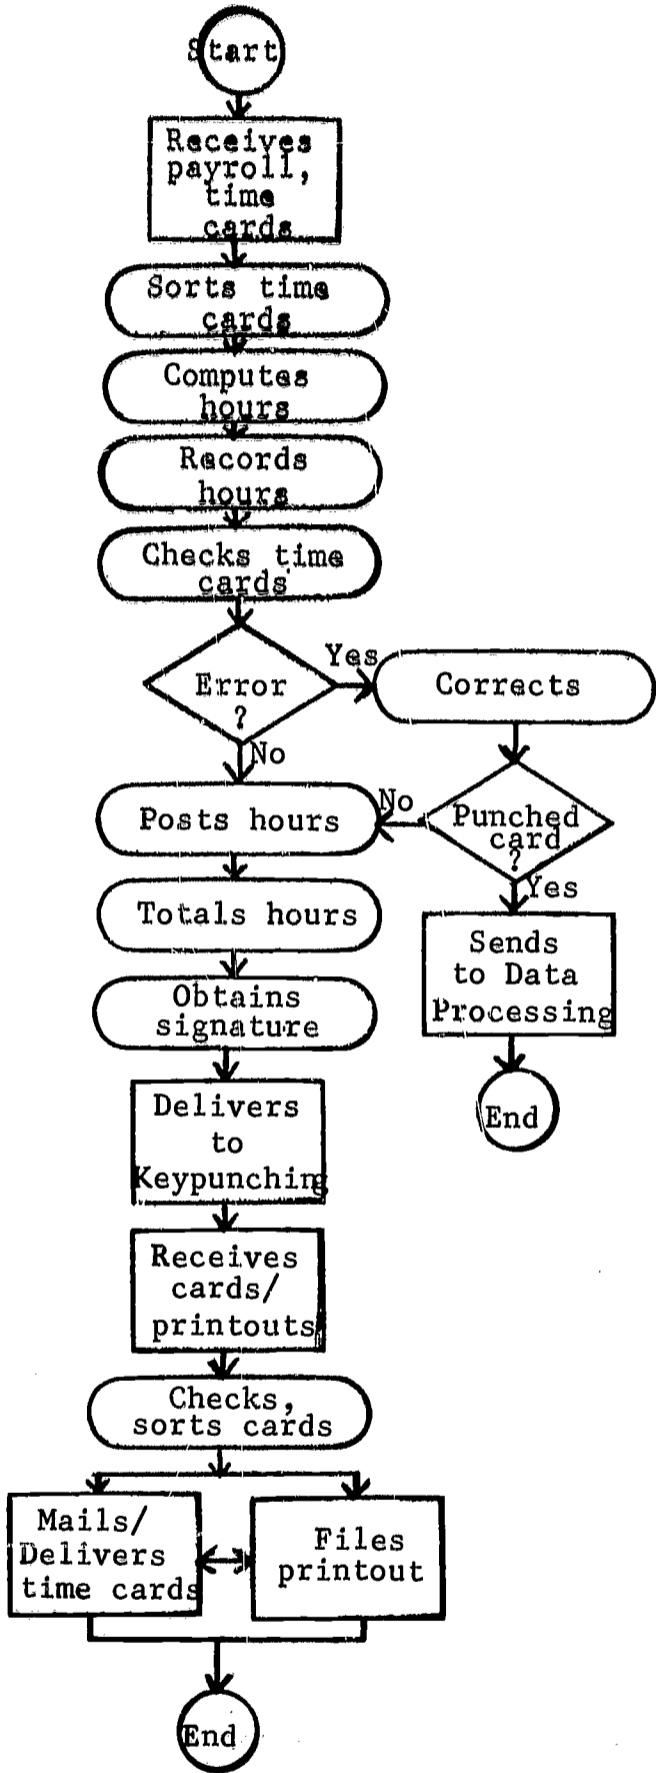 Start
Receives
payroll,
time
cards
Sorts time
cards
Computes
hours
Records
hours
Checks time
cards
Error
?
Yes
Corrects
No
Posts hours
No
Punched
card
?
Yes
Totals hours
Sends
to Data
Processing
Obtains
signature
End
Delivers
to
Keypunching
Receives
cards/
printouts
Checks,
sorts cards
Mails/
Delivers
time cards
Files
printout
End